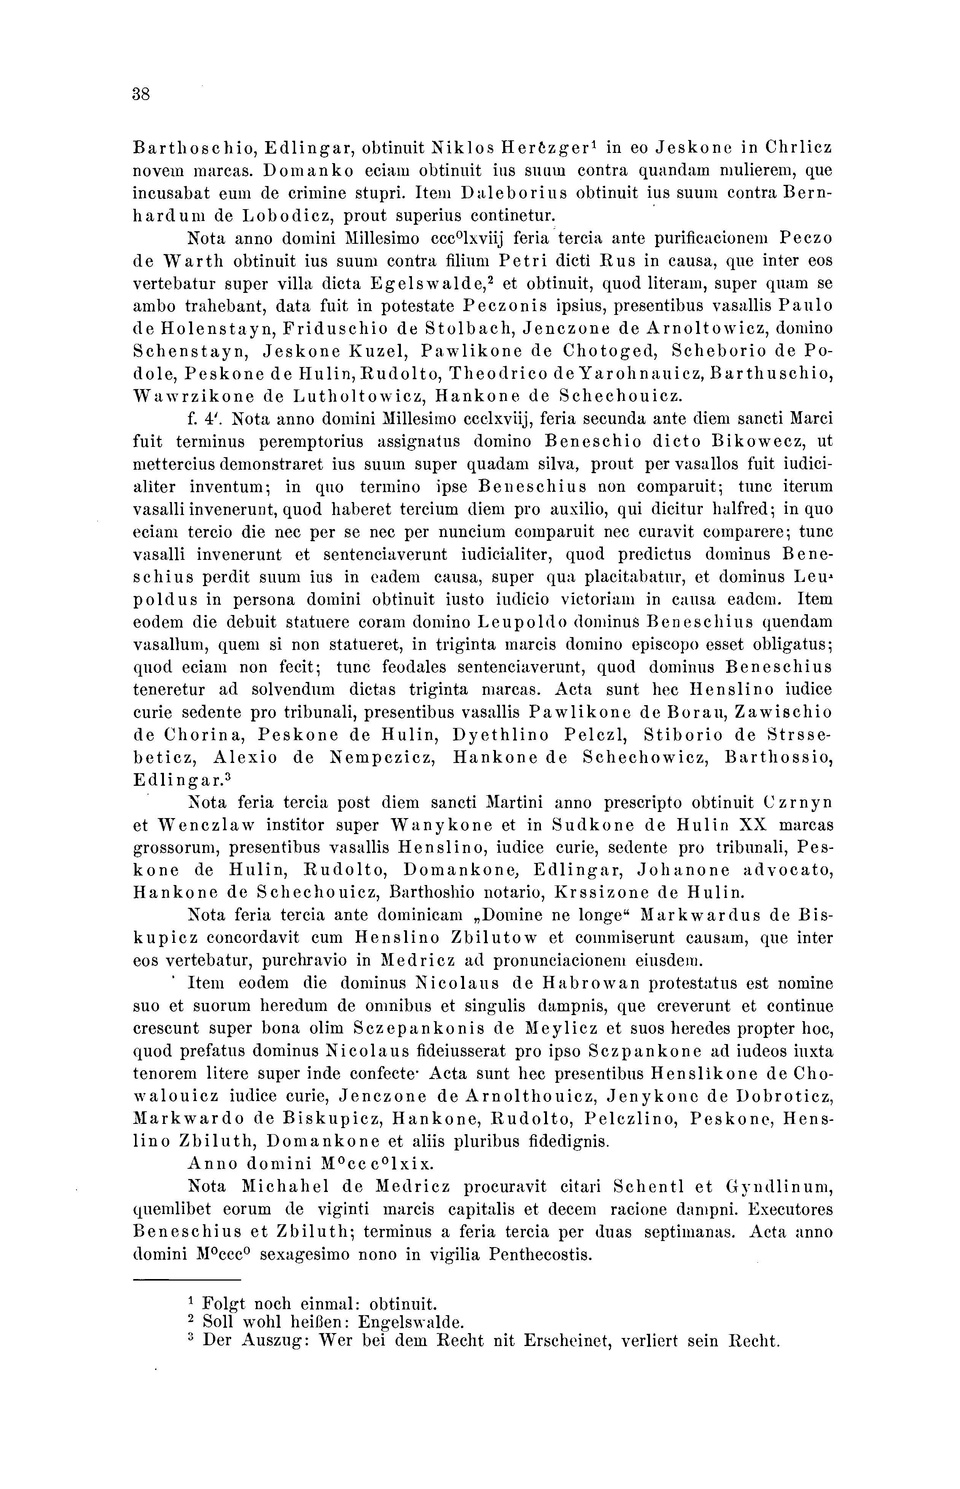 38
Barthoschio, Edlingar, obtinuit Niklos Hertzger¹ in eo Jeskone in Chrlicz
novem marcas. Domanko eciam obtinuit ius suum contra quandam mulierem, que
incusabat eum de crimine stupri. Item Daleborius obtinuit ius suum contra Bern-
hardum de Lobodicz, prout superius continetur.
Nota anno domini Millesimo cccºlxviij feria tercia ante purificacionem Peczo
de Warth obtinuit ius suum contra filium Petri dicti Rus in causa, que inter eos
vertebatur super villa dicta Egelswalde,² et obtinuit, quod literam, super quam se
ambo trahebant, data fuit in potestate Peczonis ipsius, presentibus vasallis Paulo
de Holenstayn, Friduschio de Stolbach, Jenczone de Arnoltowicz, domino
Schenstayn, Jeskone Kuzel, Pawlikone de Chotoged, Scheborio de Po-
dole, Peskone de Hulin, Rudolto, Theodrico de Yarohnauicz, Barthuschio,
Wawrzikone de Lutholtowicz, Hankone de Schechouicz.
f. 4'. Nota anno domini Millesimo ccclxviij, feria secunda ante diem sancti Marci
fuit terminus peremptorius assignatus domino Beneschio dicto Bikowecz, ut
mettercius demonstraret ius suum super quadam silva, prout per vasallos fuit iudici-
aliter inventum; in quo termino ipse Beneschius non comparuit; tunc iterum
vasalli invenerunt, quod haberet tercium diem pro auxilio, qui dicitur halfred; in quo
eciam tercio die nec per se nec per nuncium comparuit nec curavit comparere; tunc
vasalli invenerunt et sentenciaverunt iudicialiter, quod predictus dominus Bene-
schius perdit suum ius in eadem causa, super qua placitabatur, et dominus Leu-
poldus in persona domini obtinuit iusto iudicio victoriam in causa eadem. Item
eodem die debuit statuere coram domino Leupoldo dominus Beneschius quendam
vasallum, quem si non statueret, in triginta marcis domino episcopo esset obligatus;
quod eciam non fecit; tunc feodales sentenciaverunt, quod dominus Beneschius
teneretur ad solvendum dictas triginta marcas. Acta sunt hec Henslino iudice
curie sedente pro tribunali, presentibus vasallis Pawlikone de Borau, Zawischio
de Chorina, Peskone de Hulin, Dyethlino Pelczl, Stiborio de Strsse-
beticz, Alexio de Nempczicz, Hankone de Schechowicz, Barthossio,
Edlingar.³
Nota feria tercia post diem sancti Martini anno prescripto obtinuit Czrnyn
et Wenczlaw institor super Wanykone et in Sudkone de Hulin XX marcas
grossorum, presentibus vasallis Henslino, iudice curie, sedente pro tribunali, Pes-
kone de Hulin, Rudolto, Domankone, Edlingar, Johanone advocato,
Hankone de Schechouicz, Barthoshio notario, Krssizone de Hulin.
Nota feria tercia ante dominicam „Domine ne longe“ Markwardus de Bis-
kupicz concordavit cum Henslino Zbilutow et commiserunt causam, que inter
eos vertebatur, purchravio in Medricz ad pronunciacionem eiusdem.
Item eodem die dominus Nicolaus de Habrowan protestatus est nomine
suo et suorum heredum de omnibus et singulis dampnis, que creverunt et continue
crescunt super bona olim Sczepankonis de Meylicz et suos heredes propter hoc,
quod prefatus dominus Nicolaus fideiusserat pro ipso Sczpankone ad iudeos iuxta
tenorem litere super inde confecte· Acta sunt hec presentibus Henslikone de Cho-
walouicz iudice curie, Jenczone de Arnolthouicz, Jenykone de Dobroticz,
Markwardo de Biskupicz, Hankone, Rudolto, Pelczlino, Peskone, Hens-
lino Zbiluth, Domankone et aliis pluribus fidedignis.
Anno domini Mºcccºlxix.
Nota Michahel de Medricz procuravit citari Schentl et Gyndlinum,
quemlibet eorum de viginti marcis capitalis et decem racione dampni. Executores
Beneschius et Zbiluth; terminus a feria tercia per duas septimanas. Acta anno
domini Mºcccº sexagesimo nono in vigilia Penthecostis.
¹ Folgt noch einmal: obtinuit.
² Soll wohl heißen: Engelswalde.
³ Der Auszug: Wer bei dem Recht nit Erscheinet, verliert sein Recht.